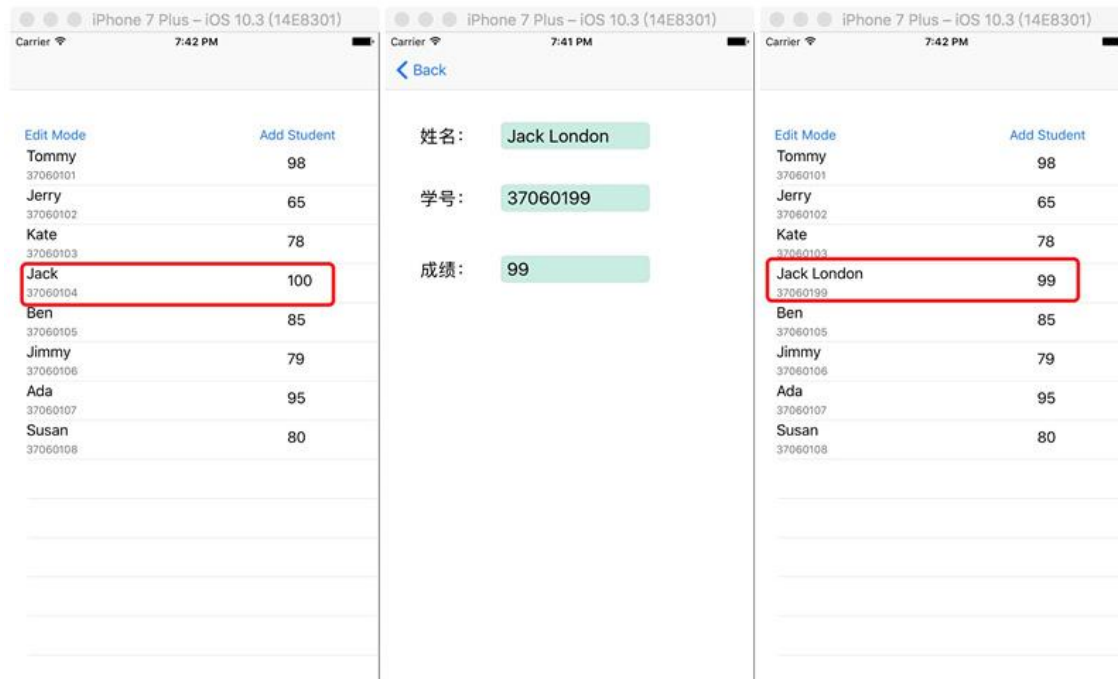 iPhone 7 Plus – iOS 10.3 (14E8301)
Carrier 7:42 PM
Edit Mode Add Student
Tommy 98
37060101
Jerry 65
37060102
Kate 78
37060103
Jack 100
37060104
Ben 85
37060105
Jimmy 79
37060106
Ada 95
37060107
Susan 80
37060108
iPhone 7 Plus – iOS 10.3 (14E8301)
Carrier 7:41 PM
Back
姓名: Jack London
学号: 37060199
成绩: 99
iPhone 7 Plus – iOS 10.3 (14E8301)
Carrier 7:42 PM
Edit Mode Add Student
Tommy 98
37060101
Jerry 65
37060102
Kate 78
37060103
Jack London 99
37060199
Ben 85
37060105
Jimmy 79
37060106
Ada 95
37060107
Susan 80
37060108